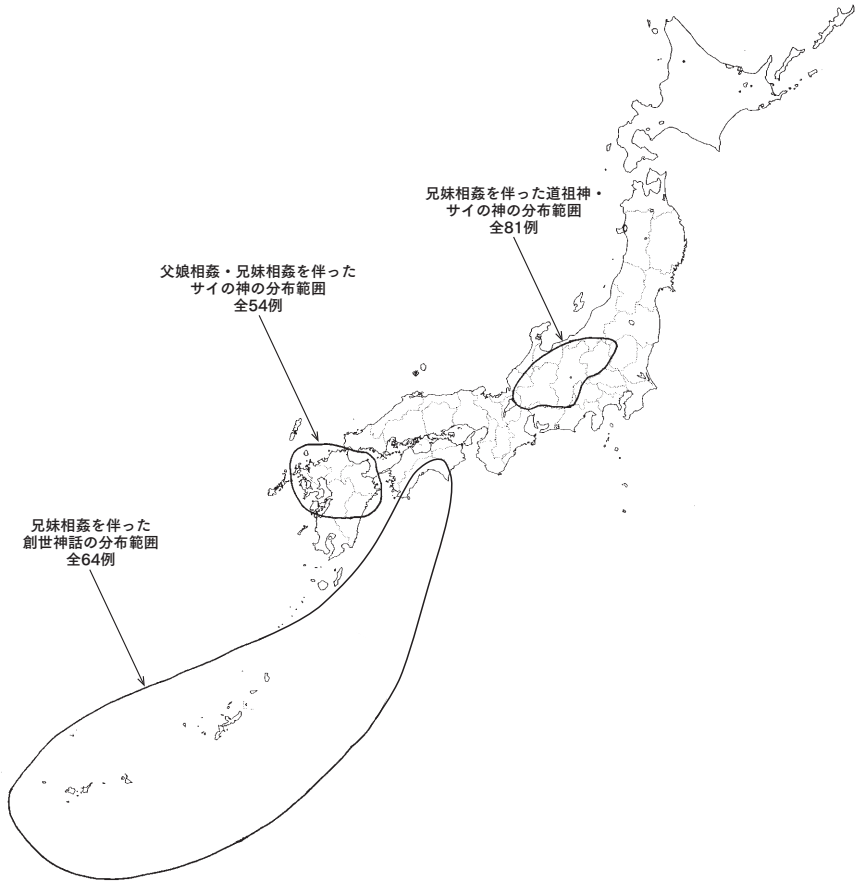 兄妹相姦を伴った道祖神・
サイの神の分布範囲
全81例
父娘相姦・兄妹相姦を伴った
サイの神の分布範囲
全54例
兄妹相姦を伴った
創世神話の分布範囲
全64例